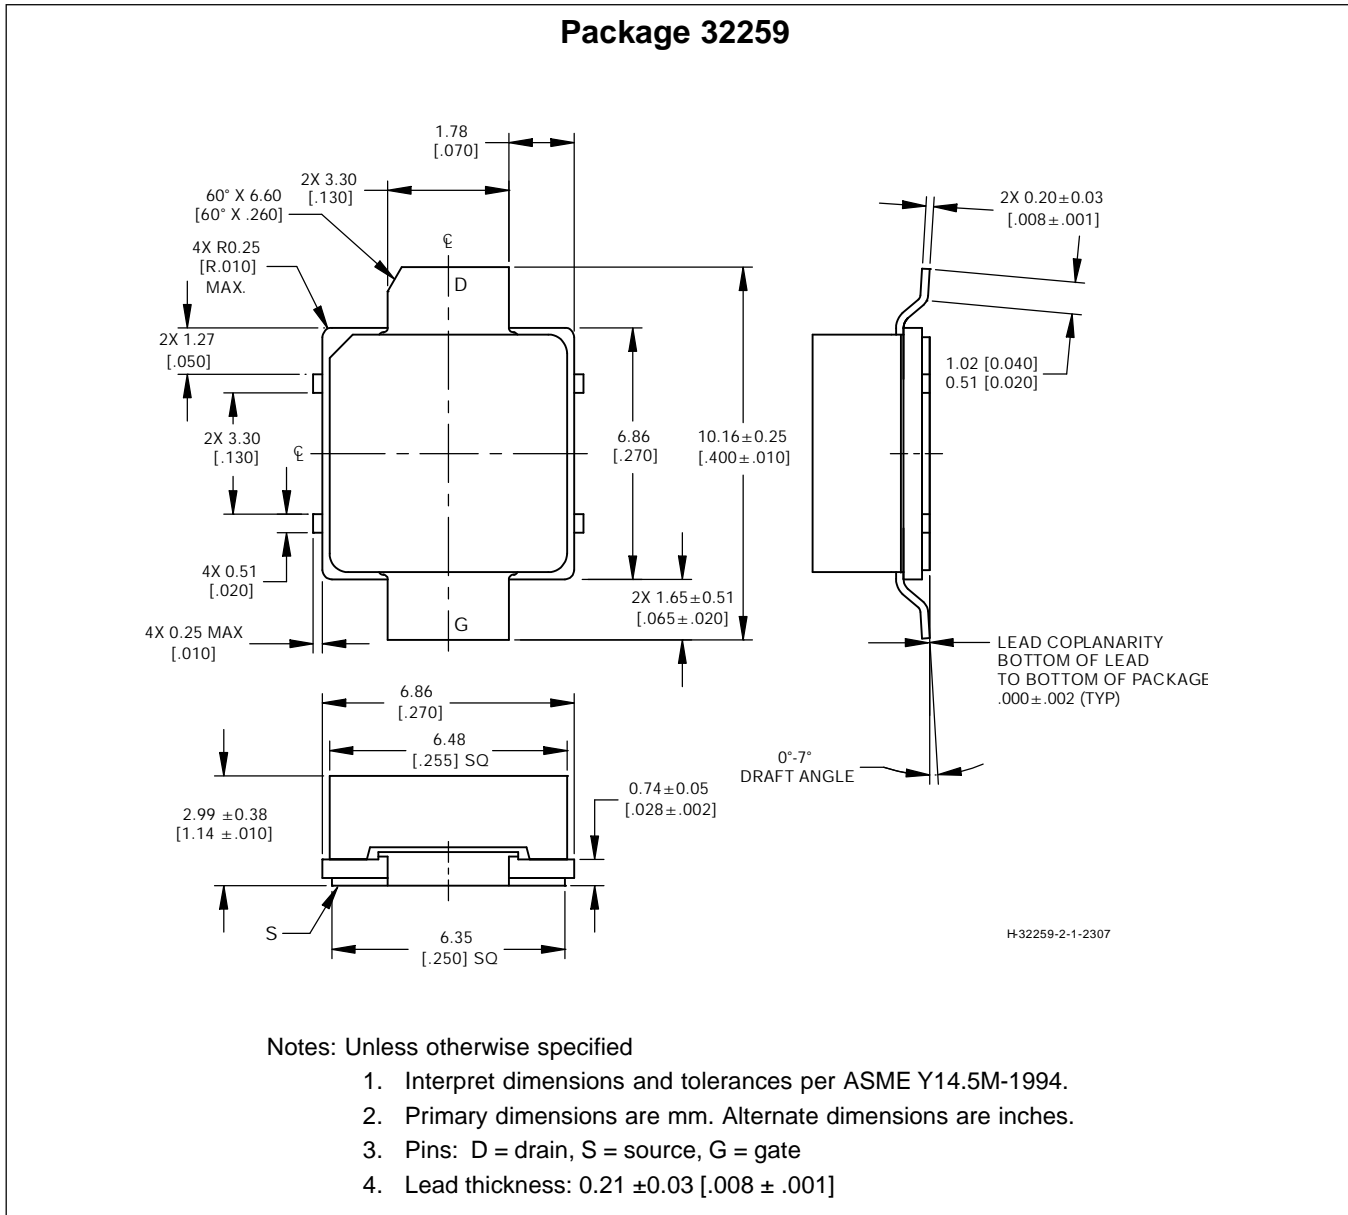 Package 32259
1.78
[.070]
2X 3.30
[.130]
60° X 6.60
[60° X .260]
4X R0.25
[R.010]
MAX.
2X 1.27
[.050]
2X 3.30
[.130]
4X 0.51
[.020]
4X 0.25 MAX
[.010]
℄
℄
D
G
6.86
[.270]
10.16±0.25
[.400±.010]
2X 1.65±0.51
[.065±.020]
2X 0.20±0.03
[.008±.001]
1.02 [0.040]
0.51 [0.020]
LEAD COPLANARITY
BOTTOM OF LEAD
TO BOTTOM OF PACKAGE
.000±.002 (TYP)
0°-7°
DRAFT ANGLE
6.86
[.270]
6.48
[.255] SQ
2.99 ±0.38
[1.14 ±.010]
0.74±0.05
[.028±.002]
S
6.35
[.250] SQ
H-32259-2-1-2307
Notes: Unless otherwise specified
1. Interpret dimensions and tolerances per ASME Y14.5M-1994.
2. Primary dimensions are mm. Alternate dimensions are inches.
3. Pins: D = drain, S = source, G = gate
4. Lead thickness: 0.21 ±0.03 [.008 ± .001]